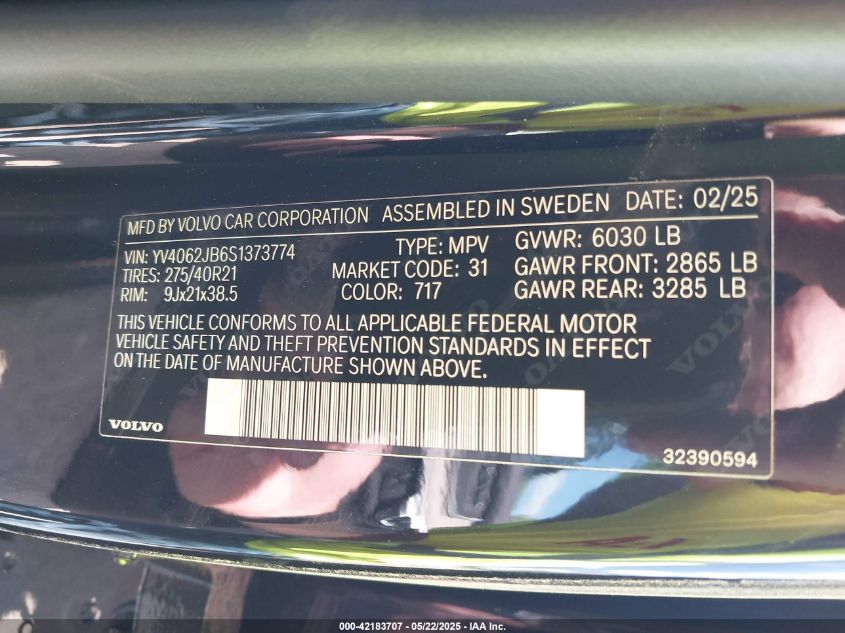 MFD BY VOLVO CAR CORPORATION ASSEMBLED IN SWEDEN DATE: 02/25
VIN: YV4062JB6S1373774 TYPE: MPV GVWR: 6030 LB
TIRES: 275/40R21 MARKET CODE: 31 GAWR FRONT: 2865 LB
RIM: 9Jx21x38.5 COLOR: 717 GAWR REAR: 3285 LB
THIS VEHICLE CONFORMS TO ALL APPLICABLE FEDERAL MOTOR
VEHICLE SAFETY AND THEFT PREVENTION STANDARDS IN EFFECT
ON THE DATE OF MANUFACTURE SHOWN ABOVE.
VOLVO
32390594
000-42183707 - 05/22/2025 - IAA Inc.